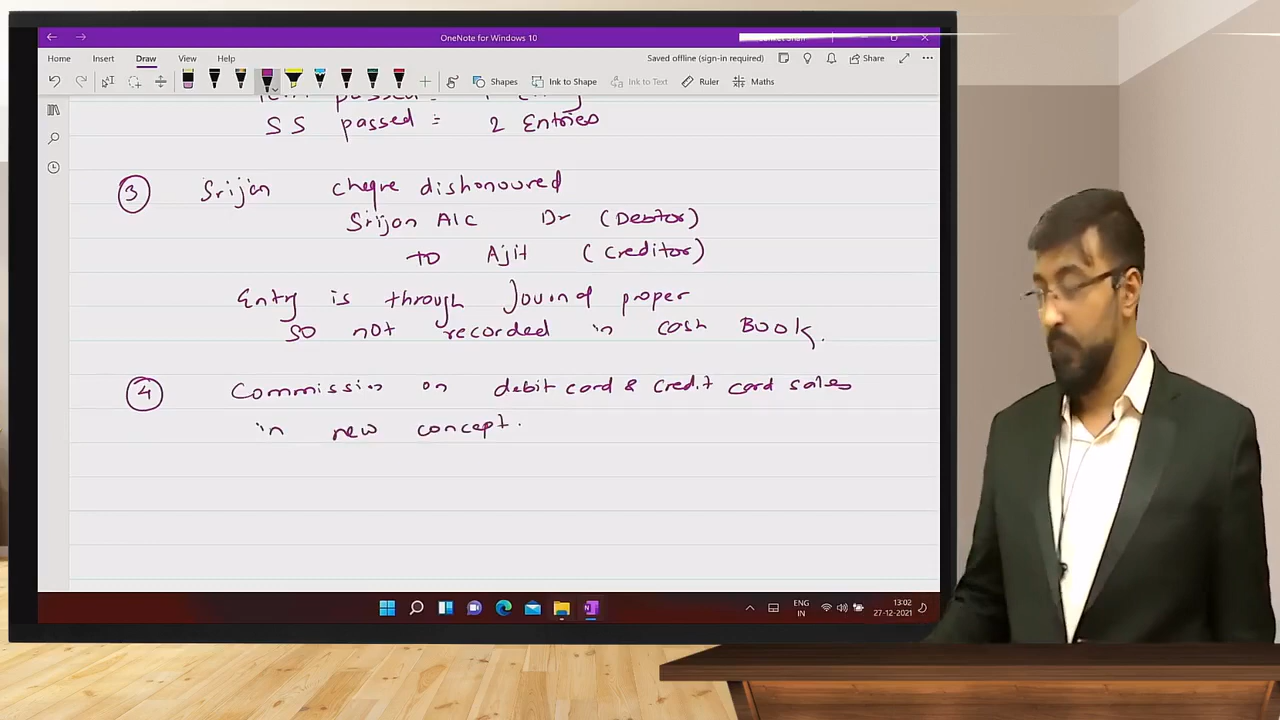 OneNote for Windows 10
Home Insert Draw View Help
Saved offline (sign-in required) Share
Shapes Ink to Shape Ink to Text Ruler Maths
passed =
SS passed = 2 Entries
3 Srijan cheque dishonoured
Srijan A/c Dr (Debtor)
To Ajit (Creditor)
Entry is through Journal proper
so not recorded in cash Book.
4 Commission on debit card & credit card sales
in new concept.
ENG
IN
13:02
27-12-2021